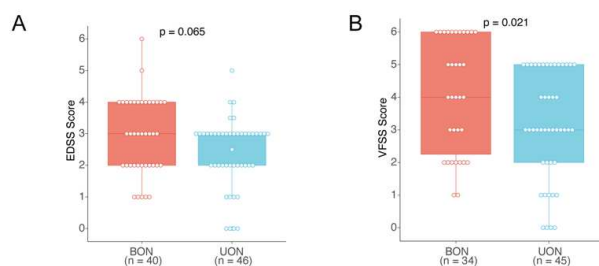 A
p = 0.065
6
5
4
3
2
1
0
EDSS Score
BON
(n = 40)
UON
(n = 46)
B
p = 0.021
6
5
4
3
2
1
0
VFSS Score
BON
(n = 34)
UON
(n = 45)